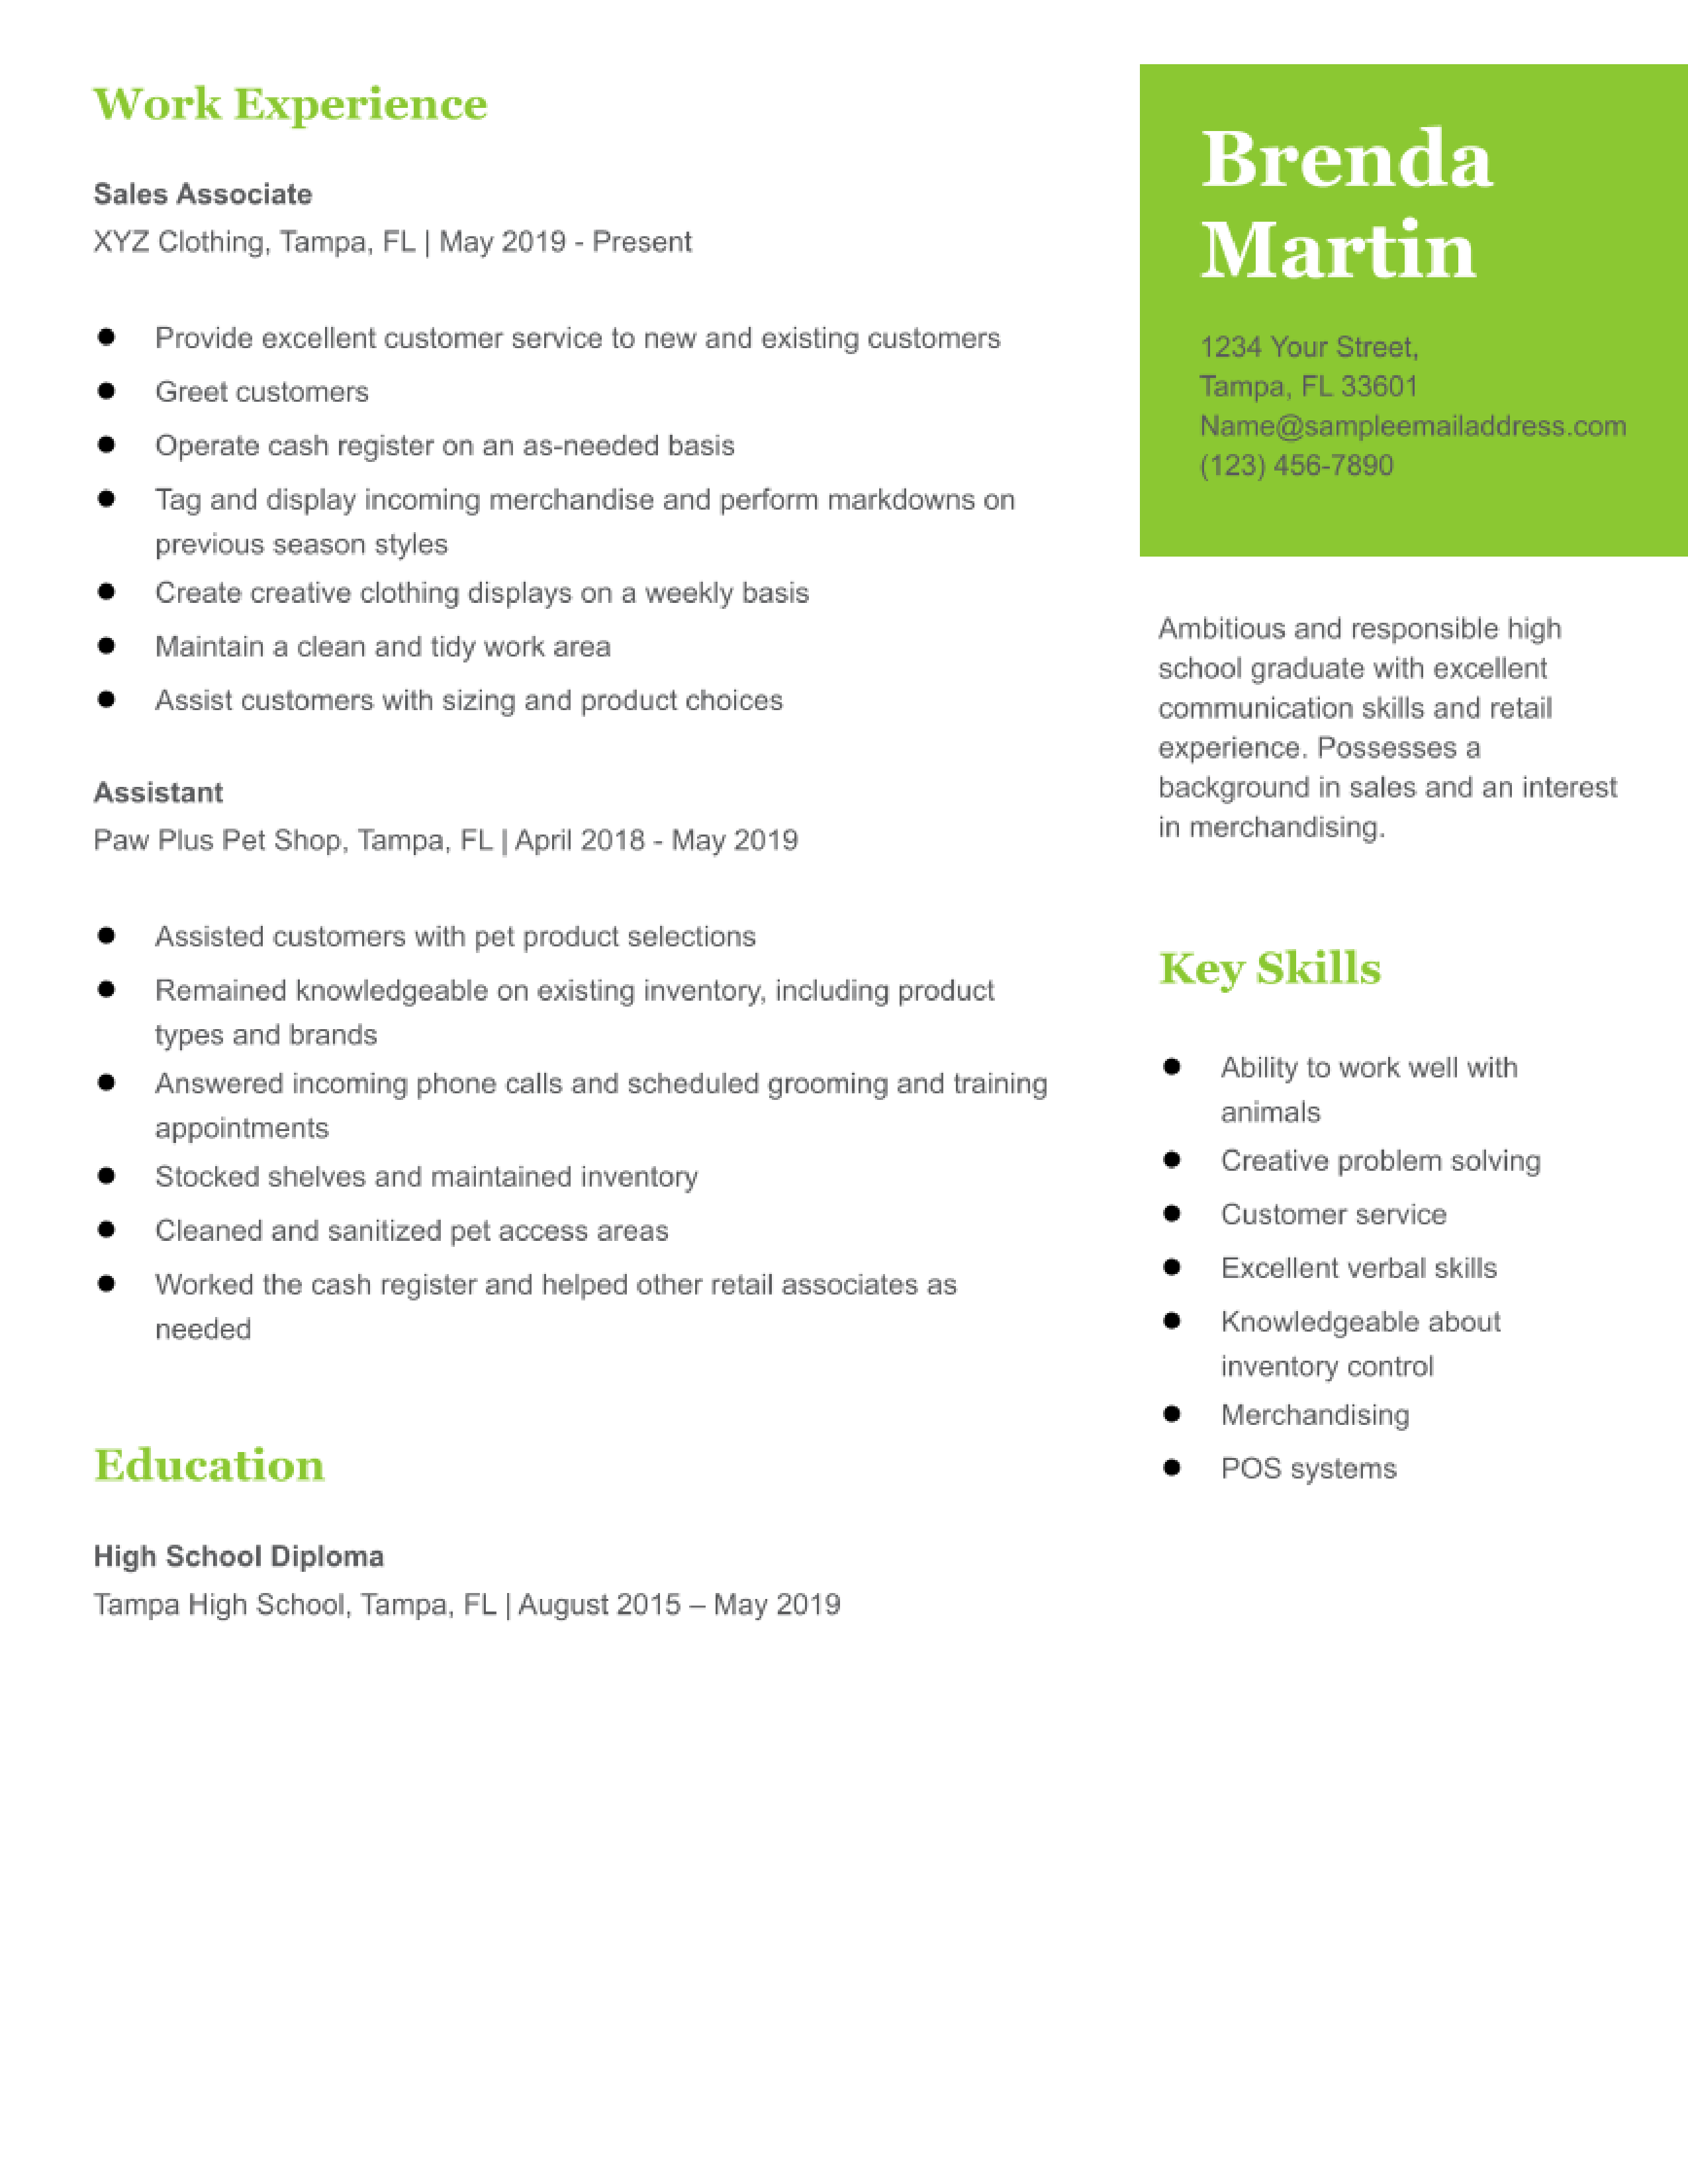 Work Experience
Sales Associate
XYZ Clothing, Tampa, FL | May 2019 - Present
● Provide excellent customer service to new and existing customers
● Greet customers
● Operate cash register on an as-needed basis
● Tag and display incoming merchandise and perform markdowns on
previous season styles
● Create creative clothing displays on a weekly basis
● Maintain a clean and tidy work area
● Assist customers with sizing and product choices
Assistant
Paw Plus Pet Shop, Tampa, FL | April 2018 - May 2019
● Assisted customers with pet product selections
● Remained knowledgeable on existing inventory, including product
types and brands
● Answered incoming phone calls and scheduled grooming and training
appointments
● Stocked shelves and maintained inventory
● Cleaned and sanitized pet access areas
● Worked the cash register and helped other retail associates as
needed
Education
High School Diploma
Tampa High School, Tampa, FL | August 2015 – May 2019
Brenda
Martin
1234 Your Street,
Tampa, FL 33601
Name@sampleemailaddress.com
(123) 456-7890
Ambitious and responsible high
school graduate with excellent
communication skills and retail
experience. Possesses a
background in sales and an interest
in merchandising.
Key Skills
● Ability to work well with
animals
● Creative problem solving
● Customer service
● Excellent verbal skills
● Knowledgeable about
inventory control
● Merchandising
● POS systems